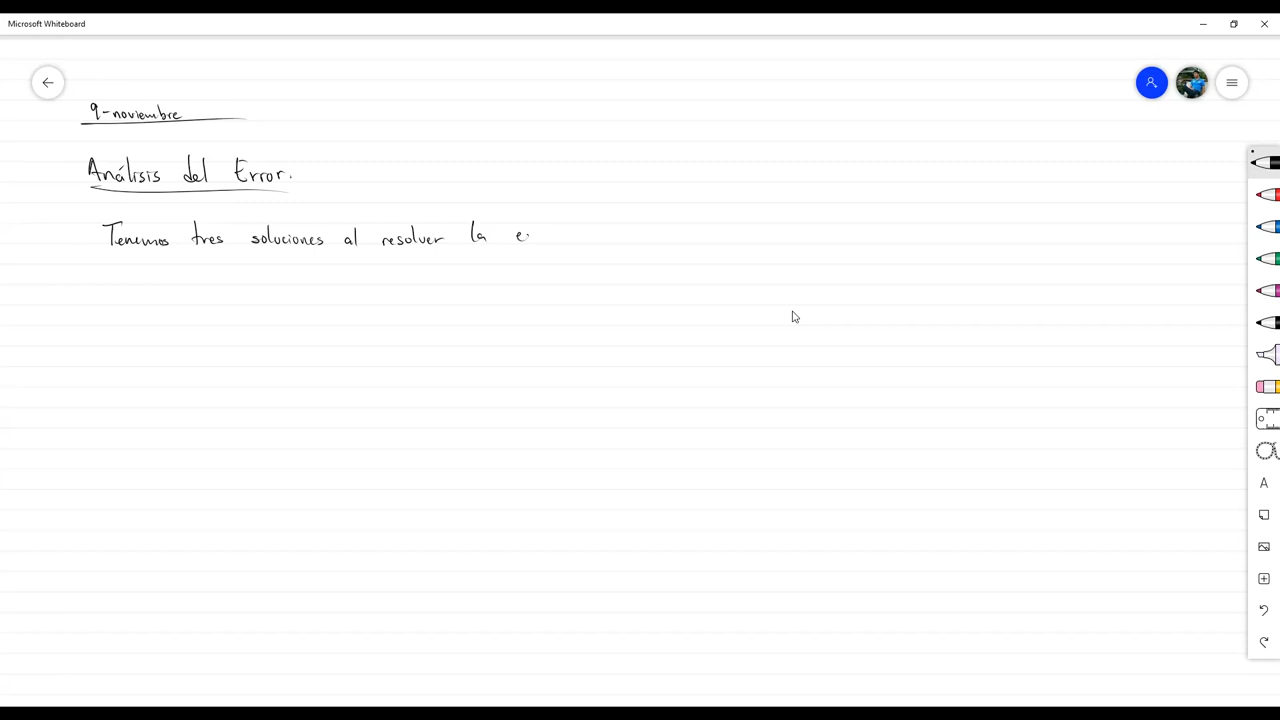 Microsoft Whiteboard
9-noviembre
Análisis del Error.
Tenemos tres soluciones al resolver la e
A